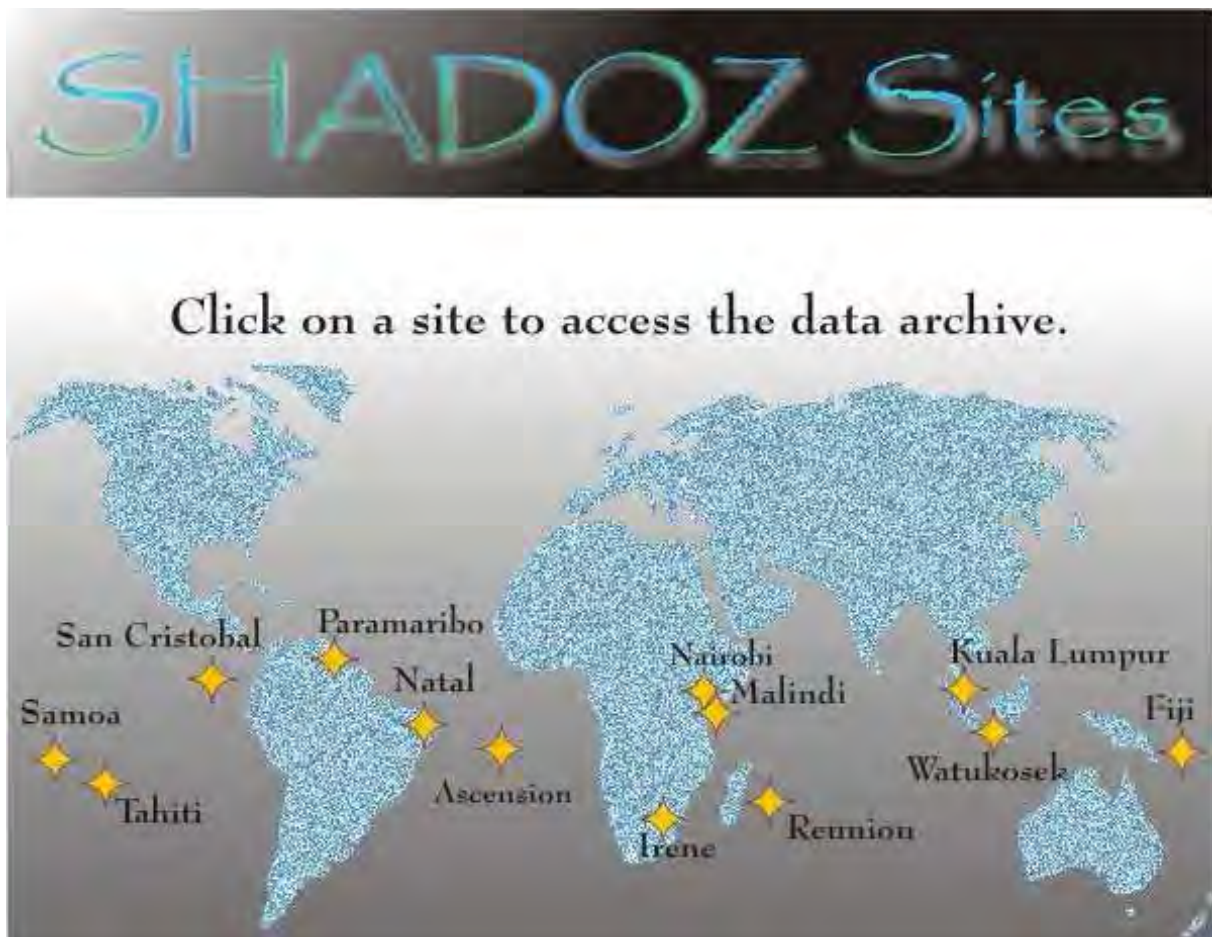 SHADOZ Sites
Click on a site to access the data archive.
San Cristobal
Paramaribo
Natal
Samoa
Tahiti
Ascension
Nairobi
Malindi
Irene
Reunion
Kuala Lumpur
Fiji
Watukosek